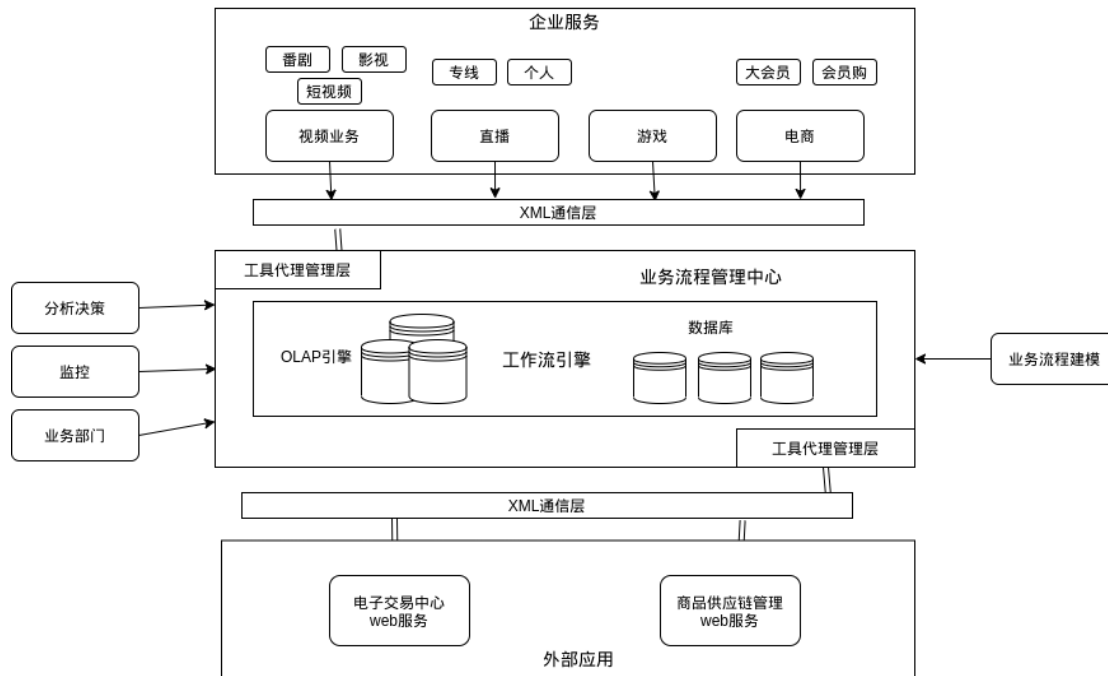 企业服务
番剧
影视
短视频
专线
个人
大会员
会员购
视频业务
直播
游戏
电商
XML通信层
工具代理管理层
业务流程管理中心
分析决策
监控
业务部门
OLAP引擎
工作流引擎
数据库
业务流程建模
工具代理管理层
XML通信层
电子交易中心
web服务
商品供应链管理
web服务
外部应用